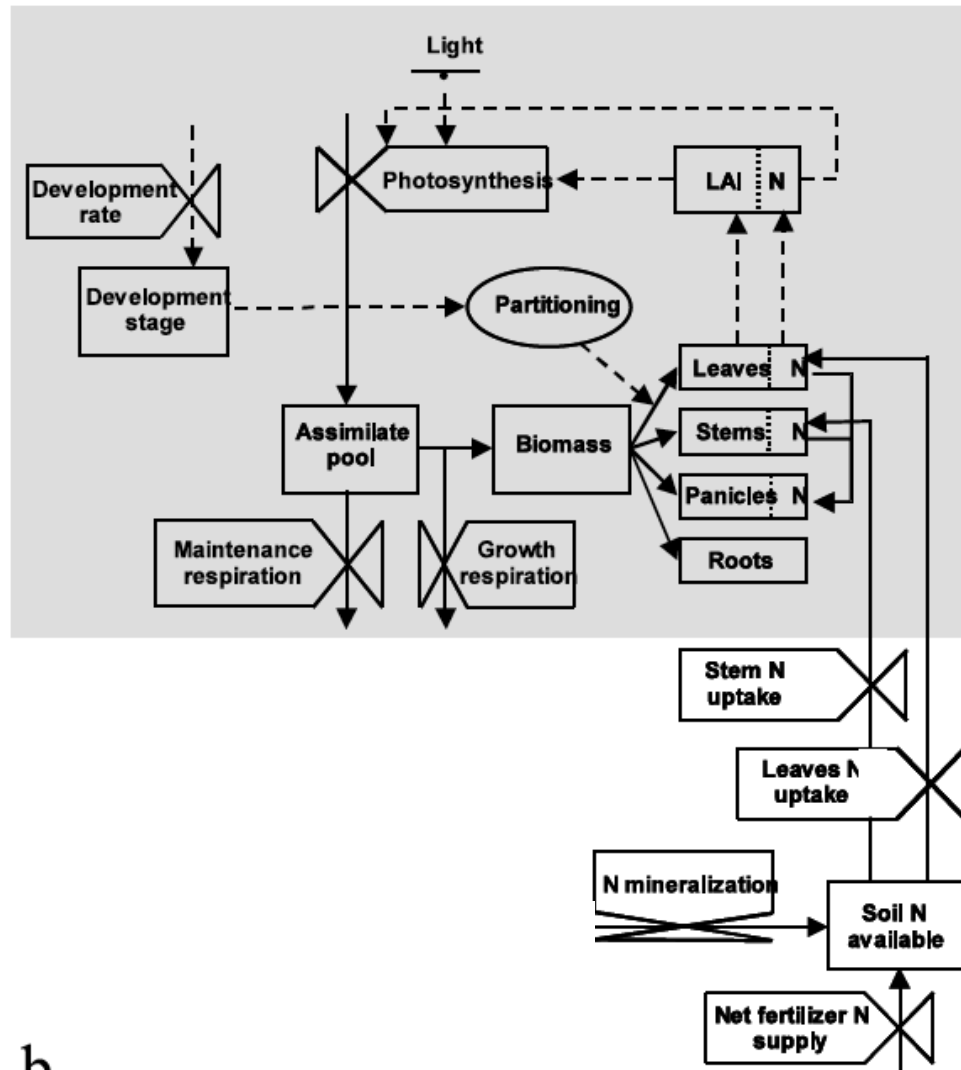 Light
Photosynthesis
LAI N
Development
rate
Development
stage
Partitioning
Leaves N
Stems N
Panicles N
Roots
Assimilate
pool
Biomass
Maintenance
respiration
Growth
respiration
Stem N
uptake
Leaves N
uptake
N mineralization
Soil N
available
Net fertilizer N
supply
b